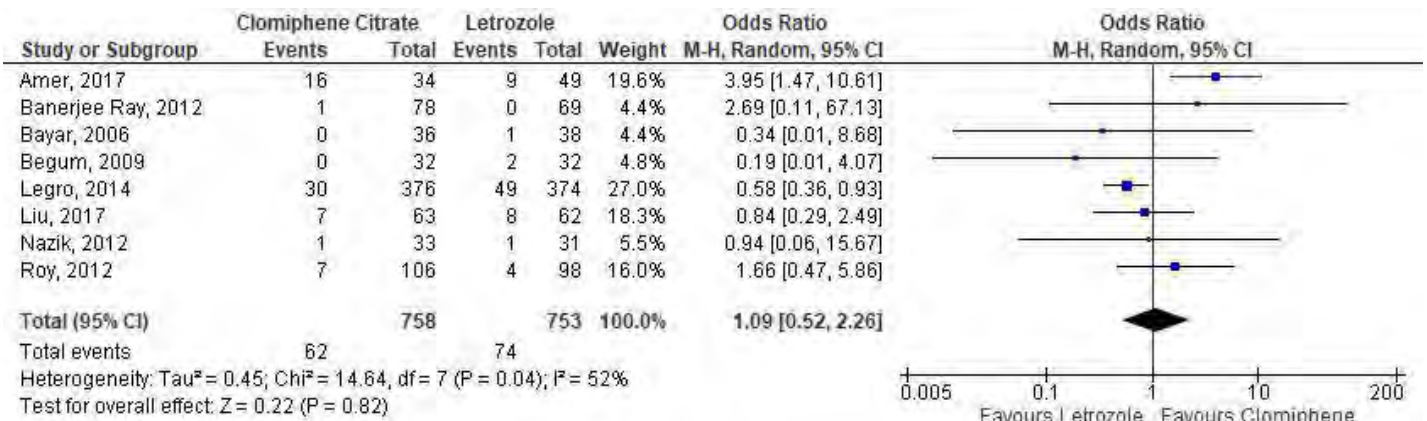 Clomiphene Citrate Letrozole Odds Ratio Odds Ratio
Study or Subgroup Events Total Events Total Weight M-H, Random, 95% CI M-H, Random, 95% CI
Amer, 2017 16 34 9 49 19.6% 3.95 [1.47, 10.61]
Banerjee Ray, 2012 1 78 0 69 4.4% 2.69 [0.11, 67.13]
Bayar, 2006 0 36 1 38 4.4% 0.34 [0.01, 8.68]
Begum, 2009 0 32 2 32 4.8% 0.19 [0.01, 4.07]
Legro, 2014 30 376 49 374 27.0% 0.58 [0.36, 0.93]
Liu, 2017 7 63 8 62 18.3% 0.84 [0.29, 2.49]
Nazik, 2012 1 33 1 31 5.5% 0.94 [0.06, 15.67]
Roy, 2012 7 106 4 98 16.0% 1.66 [0.47, 5.86]
Total (95% CI) 758 753 100.0% 1.09 [0.52, 2.26]
Total events 62 74
Heterogeneity: Tau² = 0.45; Chi² = 14.64, df = 7 (P = 0.04); I² = 52%
Test for overall effect: Z = 0.22 (P = 0.82)
0.005 0.1 1 10 200
Favours Letrozole Favours Clomiphene